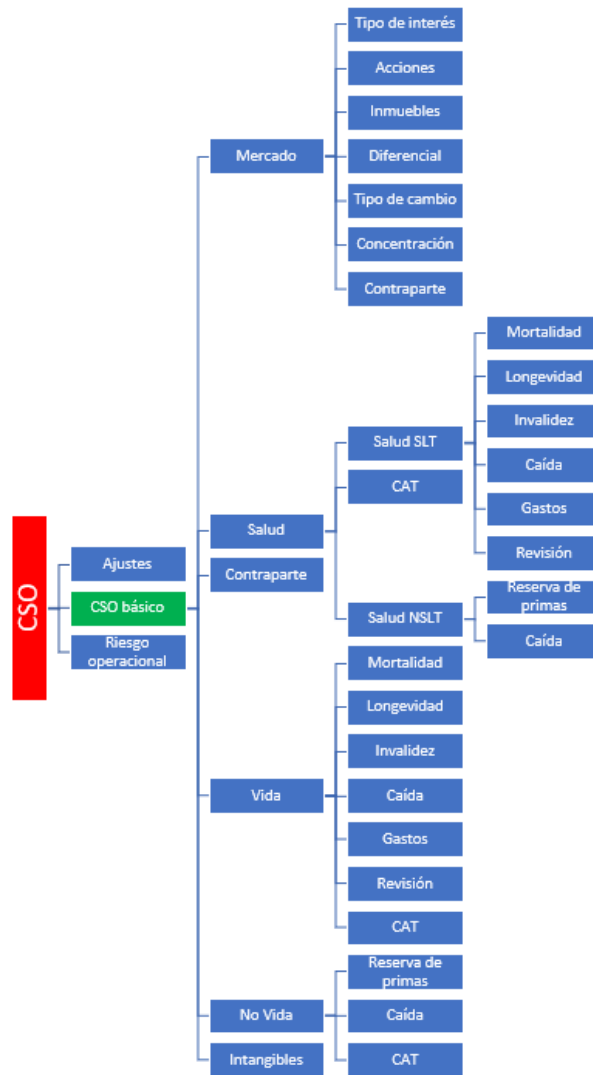 CSO
Ajustes
CSO básico
Riesgo
operacional
Mercado
Tipo de interés
Acciones
Inmuebles
Diferencial
Tipo de cambio
Concentración
Contraparte
Salud
Salud SLT
Mortalidad
Longevidad
Invalidez
Caída
Gastos
Revisión
CAT
Salud NSLT
Reserva de
primas
Caída
Contraparte
Vida
Mortalidad
Longevidad
Invalidez
Caída
Gastos
Revisión
CAT
No Vida
Reserva de
primas
Caída
CAT
Intangibles